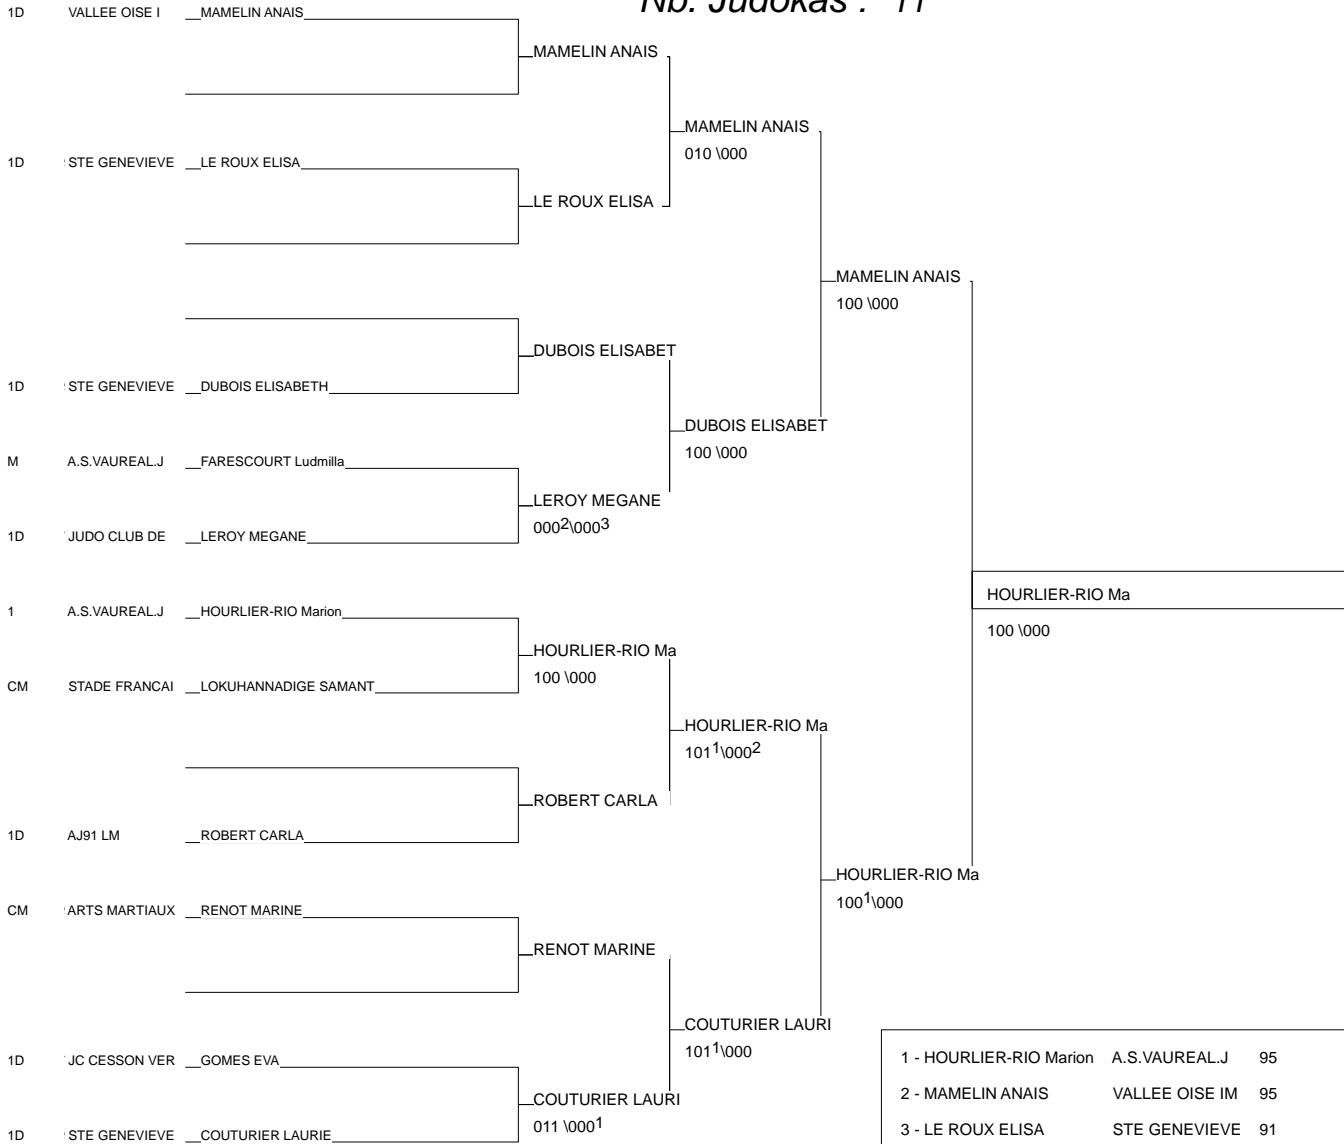 Nb. Judokas : 11
1D VALLEE OISE I MAMELIN ANAIS
MAMELIN ANAIS
MAMELIN ANAIS
010 \000
1D STE GENEVIEVE LE ROUX ELISA
LE ROUX ELISA
MAMELIN ANAIS
100 \000
DUBOIS ELISABET
1D STE GENEVIEVE DUBOIS ELISABETH
DUBOIS ELISABET
100 \000
M A.S.VAUREAL.J FARESCOURT Ludmilla
LEROY MEGANE
000²\000³
1D JUDO CLUB DE LEROY MEGANE
HOURLIER-RIO Ma
100 \000
1 A.S.VAUREAL.J HOURLIER-RIO Marion
HOURLIER-RIO Ma
100 \000
CM STADE FRANCAI LOKUHANNADIGE SAMANT
HOURLIER-RIO Ma
101¹\000²
ROBERT CARLA
1D AJ91 LM ROBERT CARLA
HOURLIER-RIO Ma
100¹\000
CM ARTS MARTIAUX RENOT MARINE
RENOT MARINE
COUTURIER LAURI
101¹\000
1D JC CESSON VER GOMES EVA
COUTURIER LAURI
011 \000¹
1D STE GENEVIEVE COUTURIER LAURIE
1 - HOURLIER-RIO Marion A.S.VAUREAL.J 95
2 - MAMELIN ANAIS VALLEE OISE IM 95
3 - LE ROUX ELISA STE GENEVIEVE 91